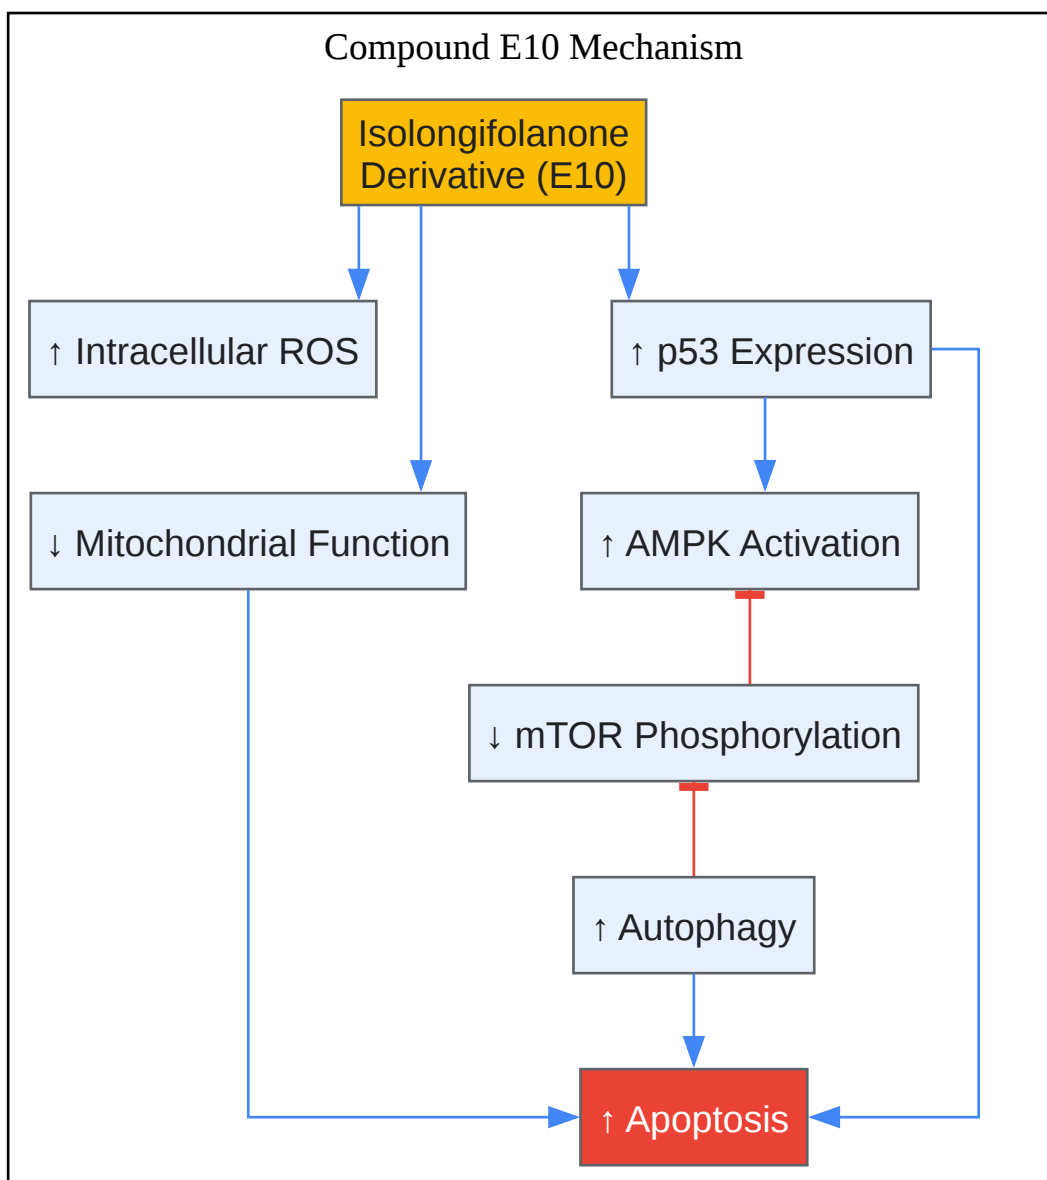 Compound E10 Mechanism
Isolongifolanone
Derivative (E10)
↑ Intracellular ROS
↑ p53 Expression
↓ Mitochondrial Function
↑ AMPK Activation
↓ mTOR Phosphorylation
↑ Autophagy
↑ Apoptosis